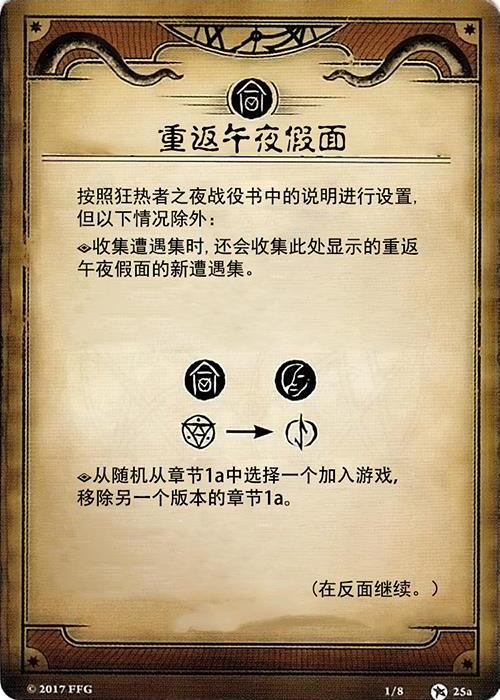 重返午夜假面
按照狂热者之夜战役书中的说明进行设置,
但以下情况除外:
收集遭遇集时, 还会收集此处显示的重返
午夜假面的新遭遇集。
从随机从章节1a中选择一个加入游戏,
移除另一个版本的章节1a。
(在反面继续。)
© 2017 FFG
1/8
25a